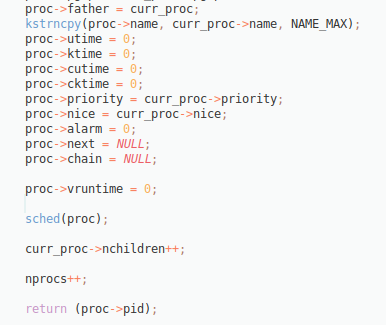 proc->father = curr_proc;
kstrncpy(proc->name, curr_proc->name, NAME_MAX);
proc->utime = 0;
proc->ktime = 0;
proc->cutime = 0;
proc->cktime = 0;
proc->priority = curr_proc->priority;
proc->nice = curr_proc->nice;
proc->alarm = 0;
proc->next = NULL;
proc->chain = NULL;
proc->vruntime = 0;
sched(proc);
curr_proc->nchildren++;
nprocs++;
return (proc->pid);